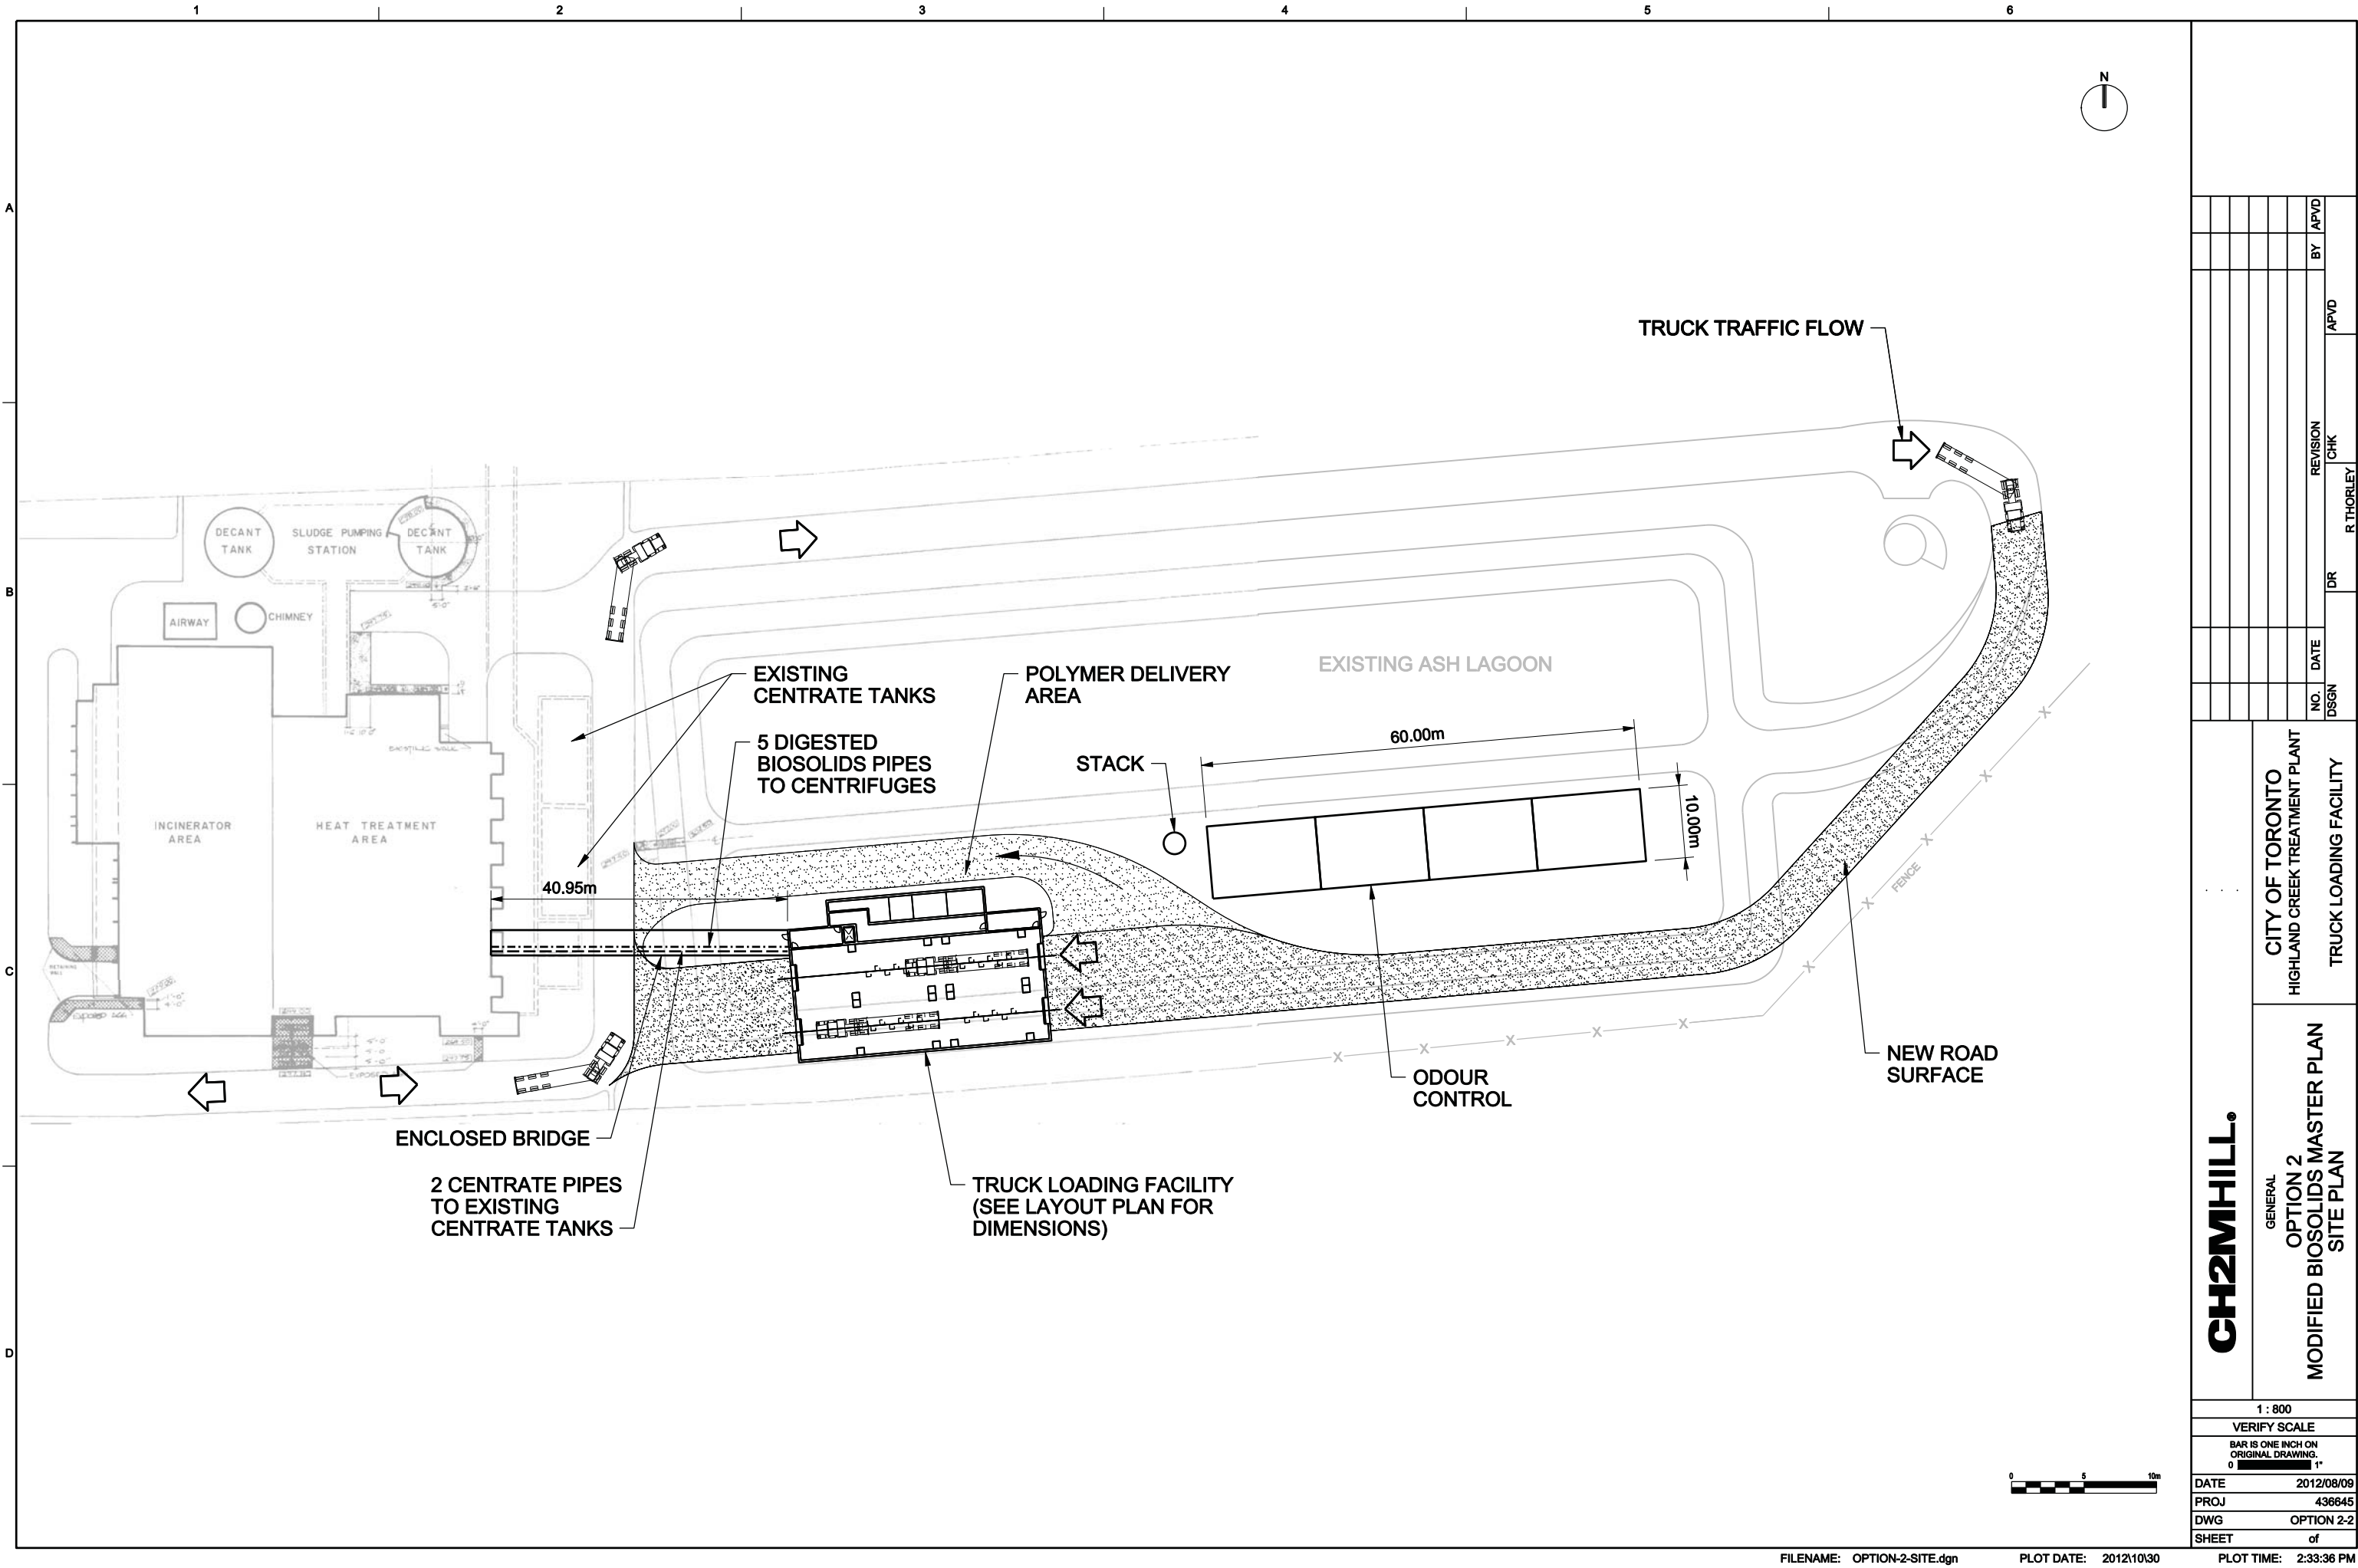 1 2 3 4 5 6
A
B
C
D
N
TRUCK TRAFFIC FLOW
DECANT
TANK
SLUDGE PUMPING
STATION
DECANT
TANK
AIRWAY
CHIMNEY
EXISTING
CENTRATE TANKS
POLYMER DELIVERY
AREA
EXISTING ASH LAGOON
5 DIGESTED
BIOSOLIDS PIPES
TO CENTRIFUGES
STACK
60.00m
10.00m
INCINERATOR
AREA
HEAT TREATMENT
AREA
40.95m
FENCE
X X X X X X X X X X
RETAINING
WALL
NEW ROAD
SURFACE
ODOUR
CONTROL
ENCLOSED BRIDGE
2 CENTRATE PIPES
TO EXISTING
CENTRATE TANKS
TRUCK LOADING FACILITY
(SEE LAYOUT PLAN FOR
DIMENSIONS)
0 5 10m
NO. DATE REVISION BY APVD
DSGN DR CHK APVD
R THORLEY
CITY OF TORONTO
HIGHLAND CREEK TREATMENT PLANT
TRUCK LOADING FACILITY
CH2MHILL®
GENERAL
OPTION 2
MODIFIED BIOSOLIDS MASTER PLAN
SITE PLAN
1 : 800
VERIFY SCALE
BAR IS ONE INCH ON
ORIGINAL DRAWING.
0 1"
DATE 2012/08/09
PROJ 436645
DWG OPTION 2-2
SHEET of
FILENAME: OPTION-2-SITE.dgn PLOT DATE: 2012\10\30 PLOT TIME: 2:33:36 PM